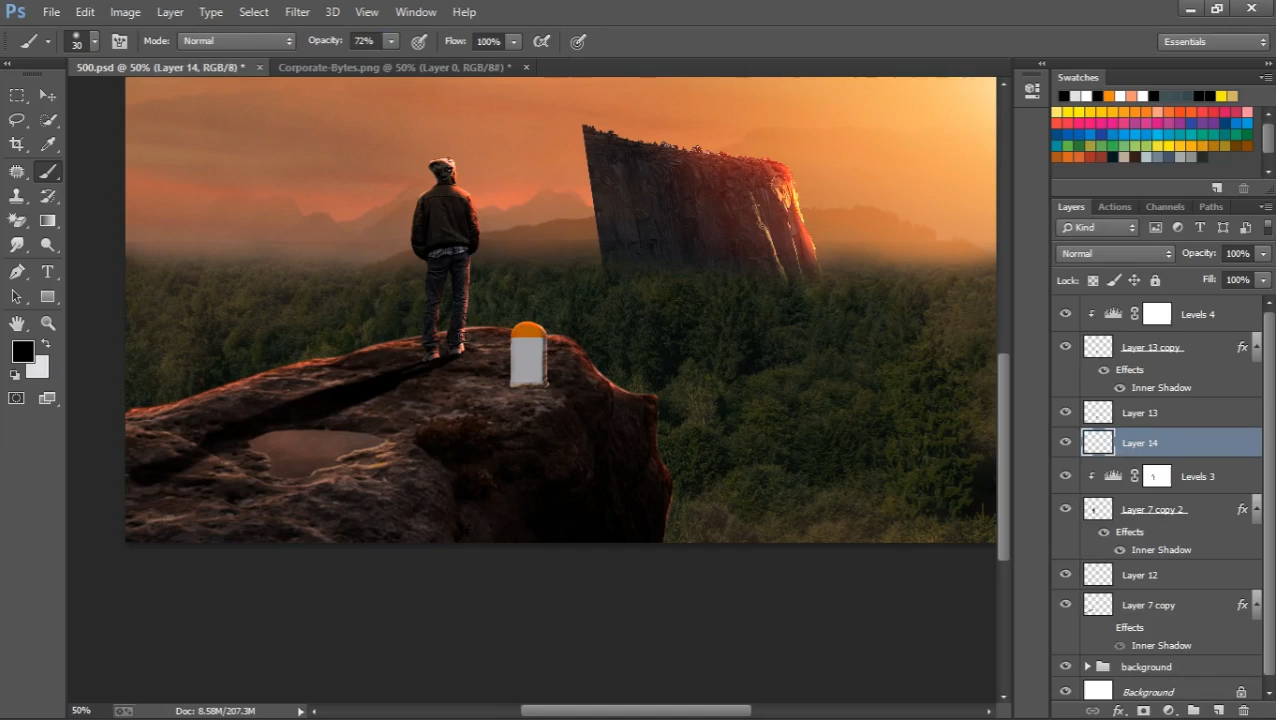 Ps File Edit Image Layer Type Select Filter 3D View Window Help
30 Mode: Normal Opacity: 72% Flow: 100% Essentials
500.psd @ 50% (Layer 14, RGB/8) * × Corporate-Bytes.png @ 50% (Layer 0, RGB/8#) * ×
Swatches
Layers Actions Channels Paths
Kind
Normal Opacity: 100%
Lock: Fill: 100%
Levels 4
Layer 13 copy fx
Effects
Inner Shadow
Layer 13
Layer 14
Levels 3
Layer 7 copy 2 fx
Effects
Inner Shadow
Layer 12
Layer 7 copy fx
Effects
Inner Shadow
background
Background
50% Doc: 8.58M/207.3M
fx